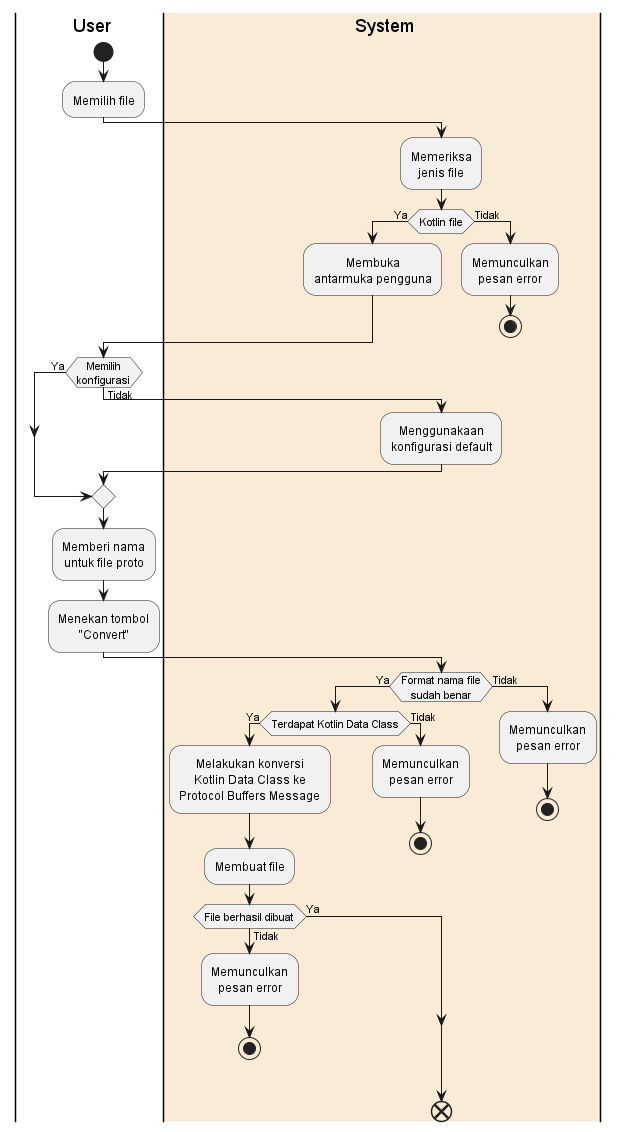 User
System
Memilih file
Memeriksa
jenis file
Ya
Kotlin file
Tidak
Membuka
antarmuka pengguna
Memunculkan
pesan error
Ya
Memilih
konfigurasi
Tidak
Menggunakaan
konfigurasi default
Memberi nama
untuk file proto
Menekan tombol
"Convert"
Ya
Format nama file
sudah benar
Tidak
Ya
Terdapat Kotlin Data Class
Tidak
Memunculkan
pesan error
Melakukan konversi
Kotlin Data Class ke
Protocol Buffers Message
Memunculkan
pesan error
Membuat file
File berhasil dibuat
Ya
Tidak
Memunculkan
pesan error